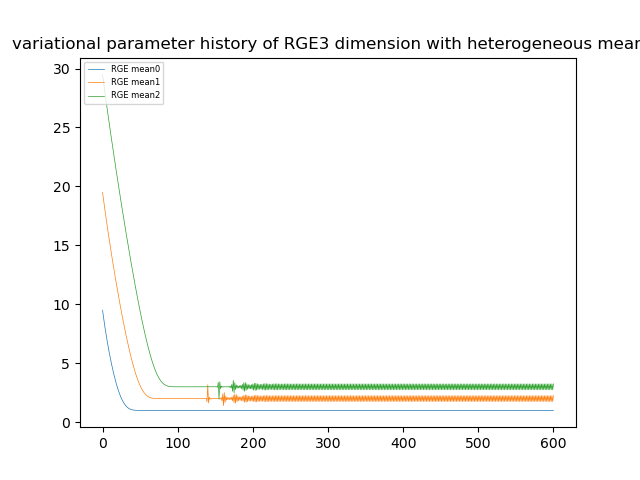 variational parameter history of RGE3 dimension with heterogeneous mean
RGE mean0
RGE mean1
RGE mean2
30
25
20
15
10
5
0
0 100 200 300 400 500 600